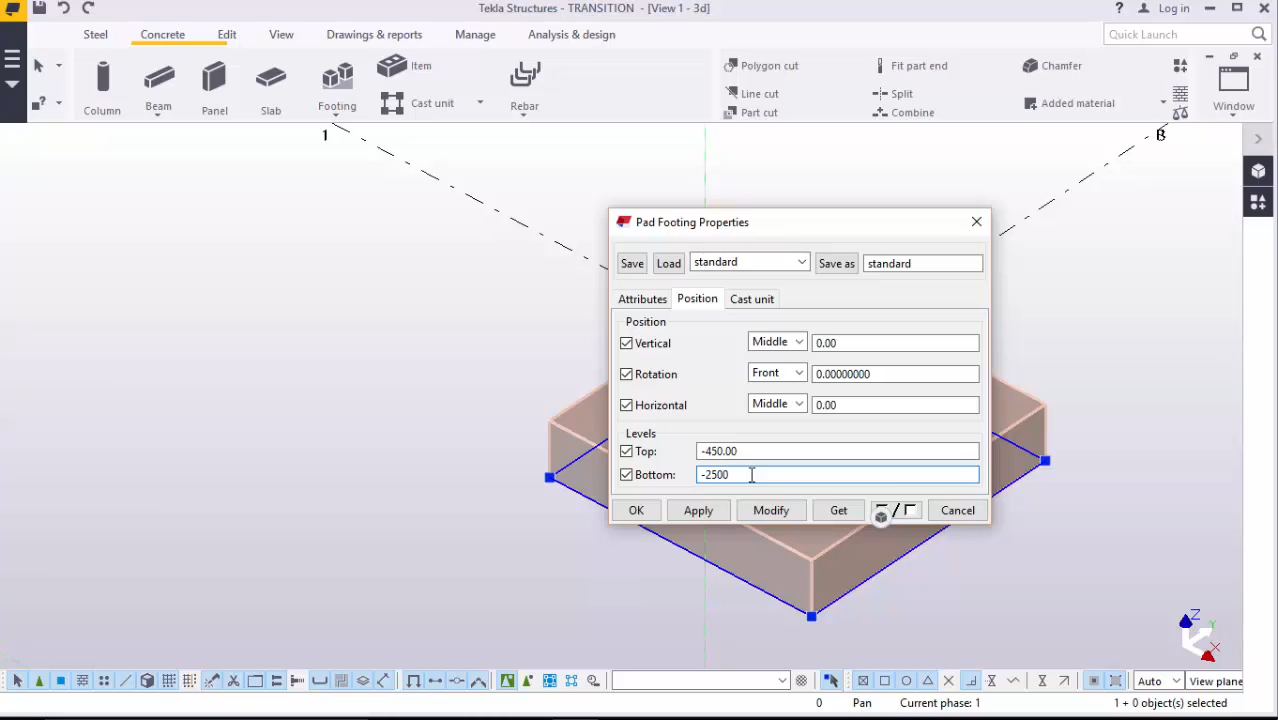 Tekla Structures - TRANSITION - [View 1 - 3d]
? Log in
Steel Concrete Edit View Drawings & reports Manage Analysis & design
Quick Launch
Column Beam Panel Slab Footing
Item
Cast unit
Rebar
Polygon cut
Line cut
Part cut
Fit part end
Split
Combine
Chamfer
Added material
Window
1
B
Pad Footing Properties
Save Load standard Save as standard
Attributes Position Cast unit
Position
Vertical Middle 0.00
Rotation Front 0.00000000
Horizontal Middle 0.00
Levels
Top: -450.00
Bottom: -2500
OK Apply Modify Get / Cancel
Z
Y
X
Auto View plane
0 Pan Current phase: 1 1 + 0 object(s) selected